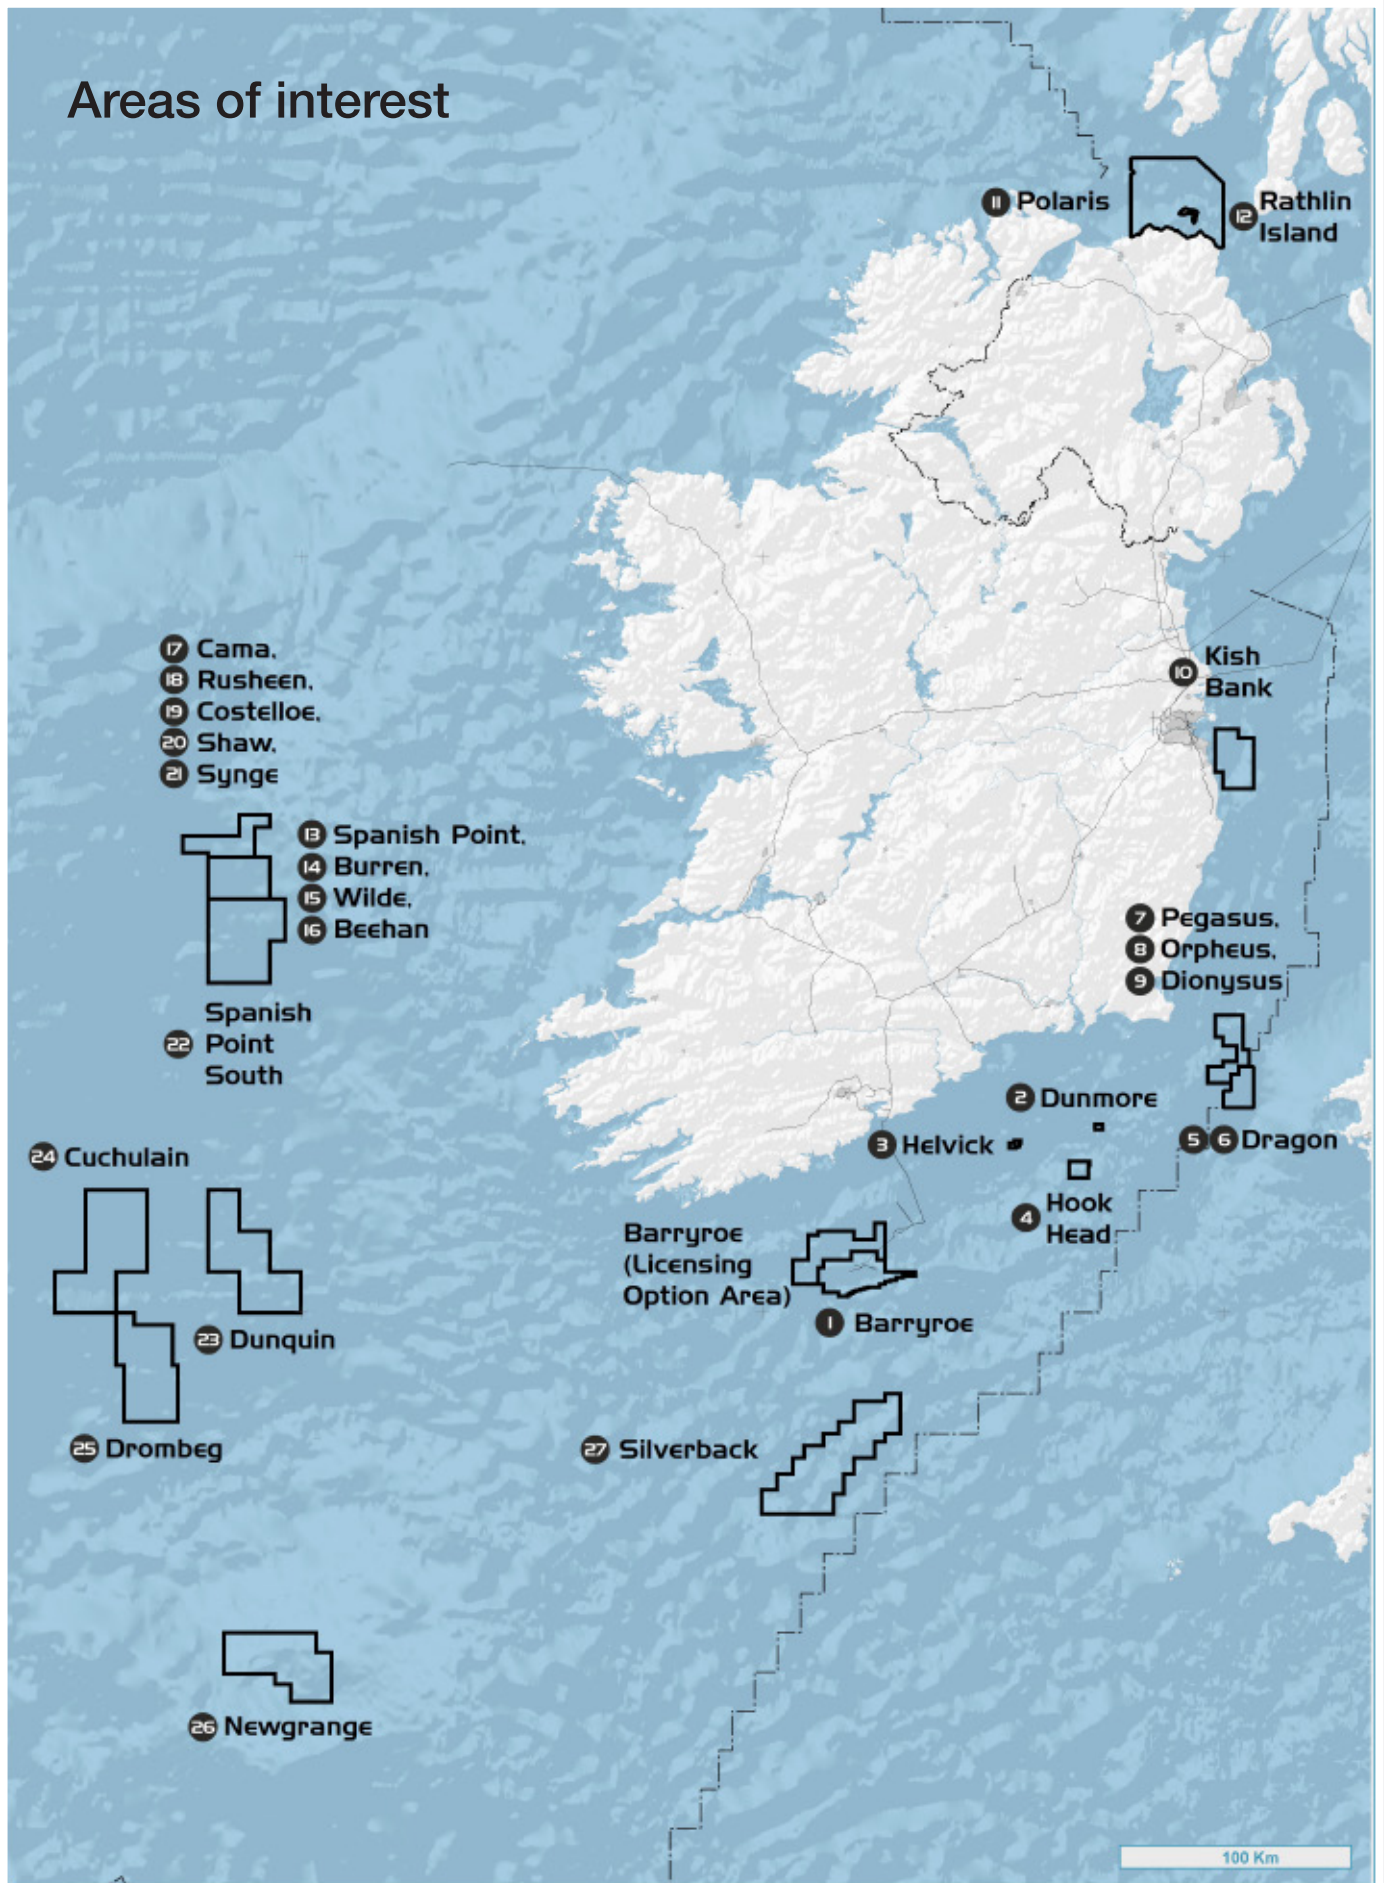 Areas of interest
11 Polaris
12 Rathlin
Island
17 Cama,
18 Rusheen,
19 Costelloe,
20 Shaw,
21 Synge
10 Kish
Bank
13 Spanish Point,
14 Burren,
15 Wilde,
16 Beehan
7 Pegasus,
8 Orpheus,
9 Dionysus
22 Spanish
Point
South
2 Dunmore
3 Helvick
5 6 Dragon
24 Cuchulain
4 Hook
Head
Barryroe
(Licensing
Option Area)
1 Barryroe
23 Dunquin
25 Drombeg
27 Silverback
26 Newgrange
100 Km